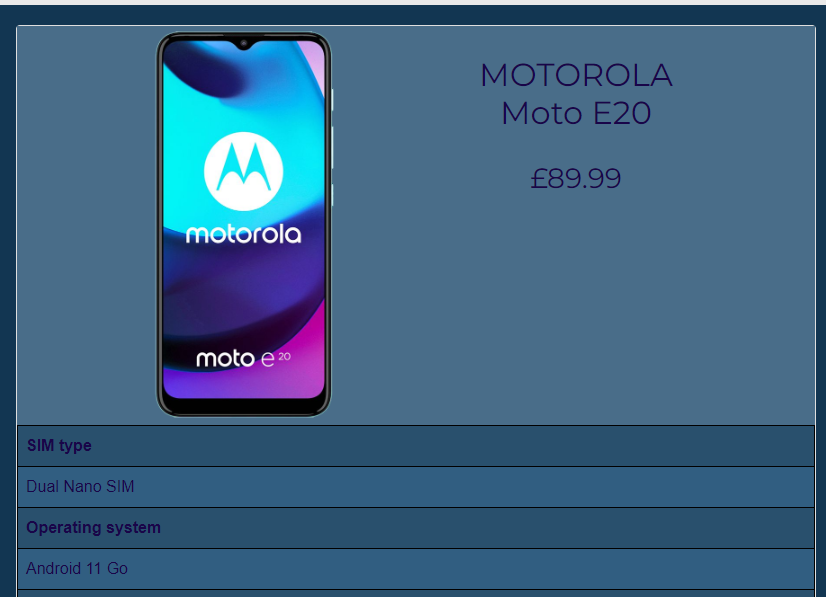 MOTOROLA
Moto E20
£89.99
motorola
moto e20
SIM type
Dual Nano SIM
Operating system
Android 11 Go